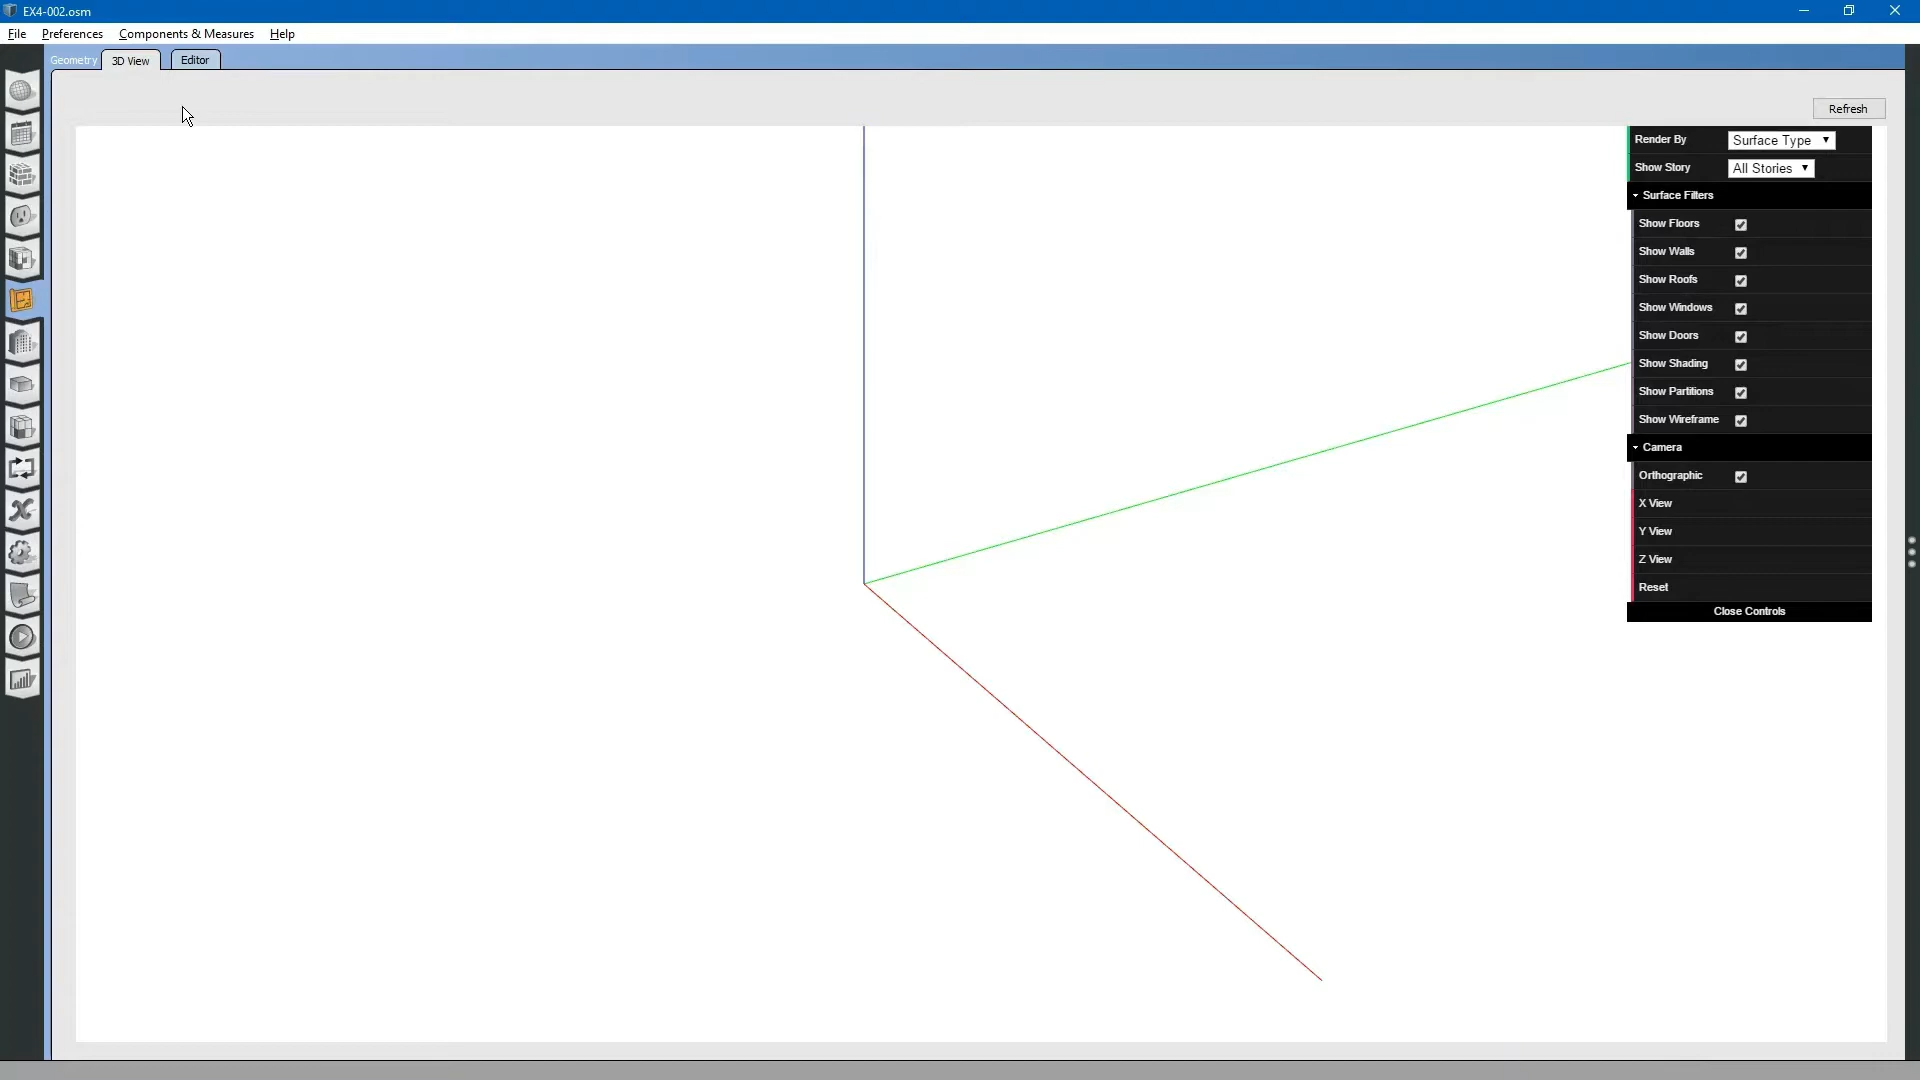 EX4-002.osm
File Preferences Components & Measures Help
Geometry 3D View Editor
Refresh
Render By Surface Type
Show Story All Stories
Surface Filters
Show Floors
Show Walls
Show Roofs
Show Windows
Show Doors
Show Shading
Show Partitions
Show Wireframe
Camera
Orthographic
X View
Y View
Z View
Reset
Close Controls